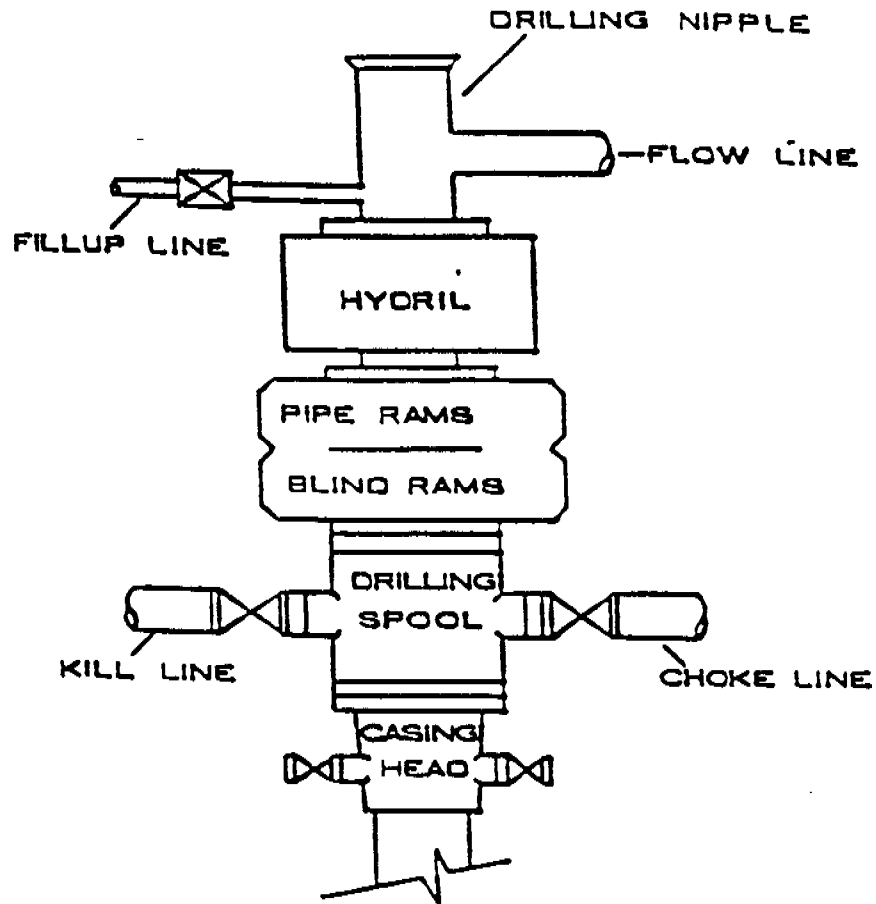 DRILLING NIPPLE
FLOW LINE
FILLUP LINE
HYDRIL
PIPE RAMS
BLIND RAMS
DRILLING
SPOOL
KILL LINE
CHOKE LINE
CASING
HEAD